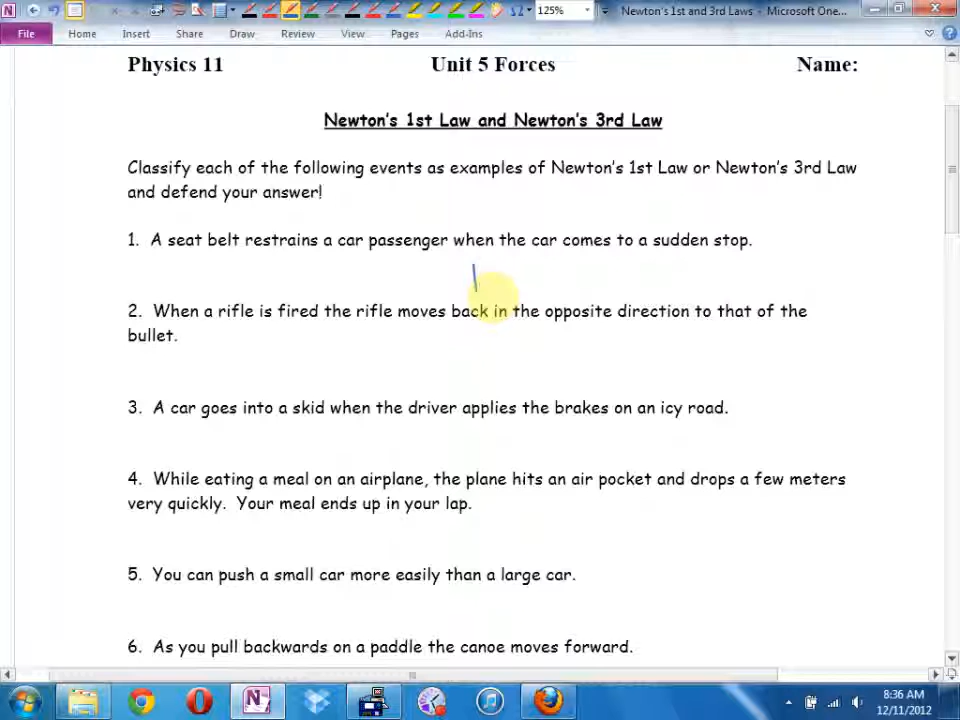 125%
Newton's 1st and 3rd Laws - Microsoft One...
File Home Insert Share Draw Review View Pages Add-Ins
Physics 11 Unit 5 Forces Name:
Newton's 1st Law and Newton's 3rd Law
Classify each of the following events as examples of Newton's 1st Law or Newton's 3rd Law
and defend your answer!
1. A seat belt restrains a car passenger when the car comes to a sudden stop.
2. When a rifle is fired the rifle moves back in the opposite direction to that of the
bullet.
3. A car goes into a skid when the driver applies the brakes on an icy road.
4. While eating a meal on an airplane, the plane hits an air pocket and drops a few meters
very quickly. Your meal ends up in your lap.
5. You can push a small car more easily than a large car.
6. As you pull backwards on a paddle the canoe moves forward.
8:36 AM
12/11/2012